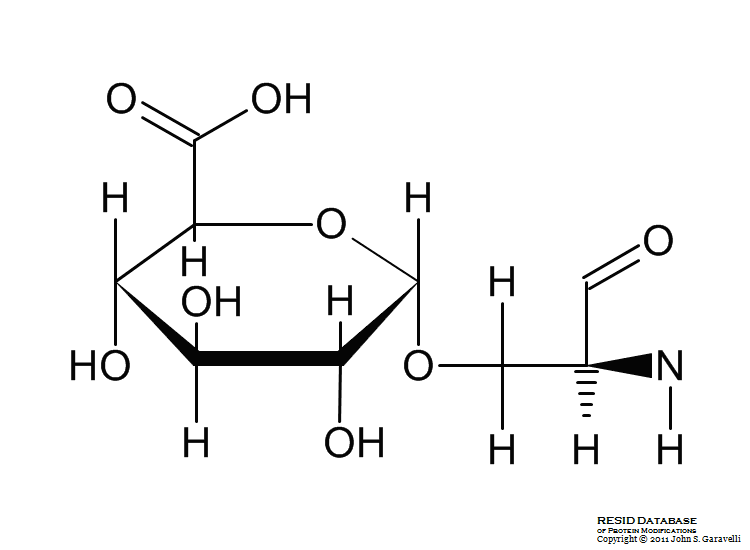 O OH
H H
O
O
H
H
OH H
HO O N
H OH H H H
RESID DATABASE
OF PROTEIN MODIFICATIONS
Copyright © 2011 John S. Garavelli